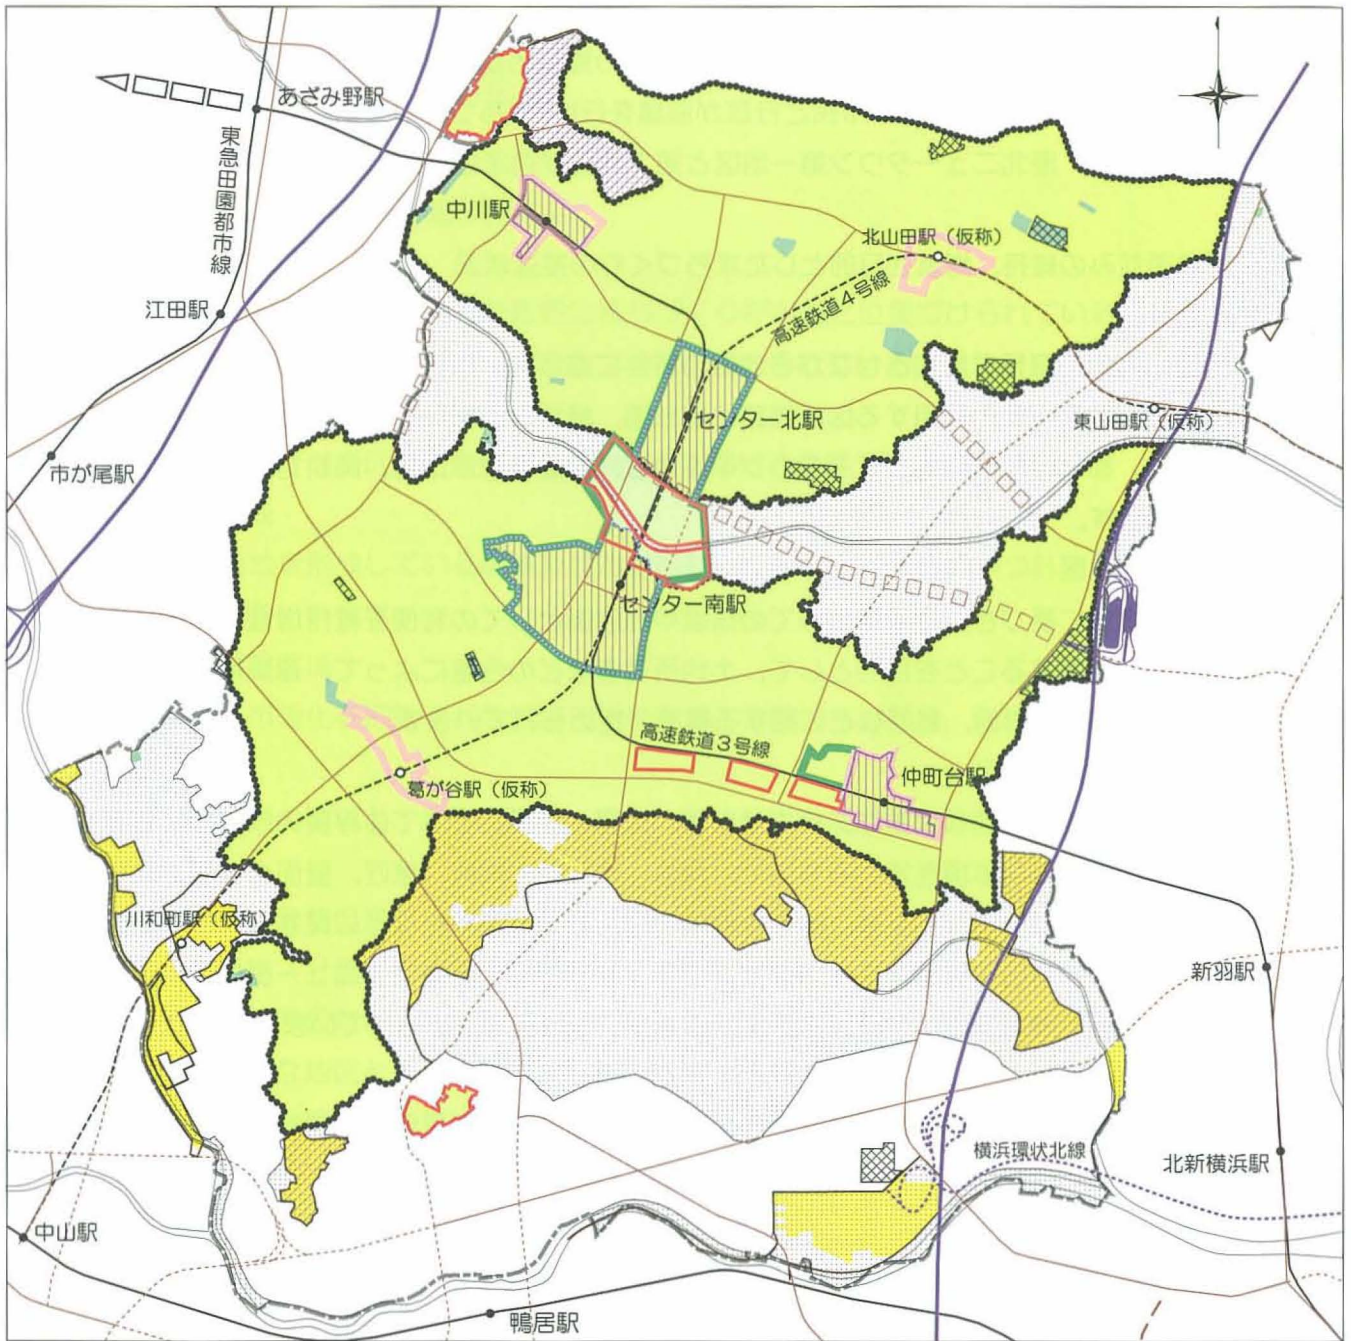 あざみ野駅
東急田園都市線
中川駅
北山田駅（仮称）
高速鉄道4号線
江田駅
センター北駅
東山田駅（仮称）
市が尾駅
センター南駅
高速鉄道3号線
仲町台駅
葛が谷駅（仮称）
川和町駅（仮称）
新羽駅
横浜環状北線
北新横浜駅
中山駅
鴨居駅